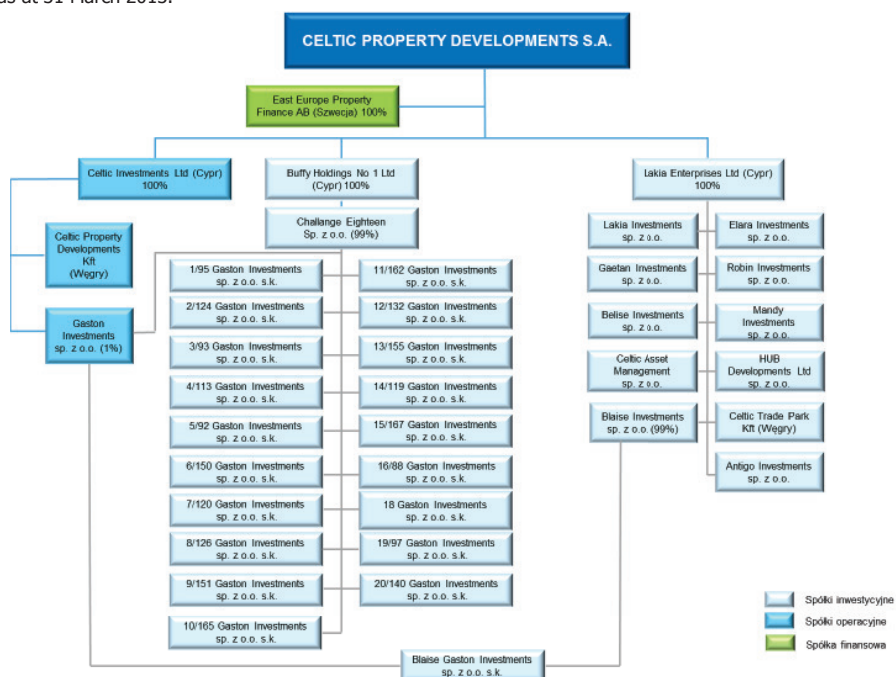 as at 31 March 2013.
CELTIC PROPERTY DEVELOPMENTS S.A.
East Europe Property
Finance AB (Szwecja) 100%
Celtic Investments Ltd (Cypr)
100%
Buffy Holdings No 1 Ltd
(Cypr) 100%
Lakia Enterprises Ltd (Cypr)
100%
Challange Eighteen
Sp. z o.o. (99%)
Celtic Property
Developments
Kft
(Węgry)
Gaston
Investments
sp. z o.o. (1%)
1/95 Gaston Investments
sp. z o.o. s.k.
2/124 Gaston Investments
sp. z o.o. s.k.
3/93 Gaston Investments
sp. z o.o. s.k.
4/113 Gaston Investments
sp. z o.o. s.k.
5/92 Gaston Investments
sp. z o.o. s.k.
6/150 Gaston Investments
sp. z o.o. s.k.
7/120 Gaston Investments
sp. z o.o. s.k.
8/126 Gaston Investments
sp. z o.o. s.k.
9/151 Gaston Investments
sp. z o.o. s.k.
10/165 Gaston Investments
sp. z o.o. s.k.
11/162 Gaston Investments
sp. z o.o. s.k.
12/132 Gaston Investments
sp. z o.o. s.k.
13/155 Gaston Investments
sp. z o.o. s.k.
14/119 Gaston Investments
sp. z o.o. s.k.
15/167 Gaston Investments
sp. z o.o. s.k.
16/88 Gaston Investments
sp. z o.o. s.k.
18 Gaston Investments
sp. z o.o. s.k.
19/97 Gaston Investments
sp. z o.o. s.k.
20/140 Gaston Investments
sp. z o.o. s.k.
Lakia Investments
sp. z o.o.
Gaetan Investments
sp. z o.o.
Belise Investments
sp. z o.o.
Celtic Asset
Management
sp. z o.o.
Blaise Investments
sp. z o.o. (99%)
Elara Investments
sp. z o.o.
Robin Investments
sp. z o.o.
Mandy
Investments
sp. z o.o.
HUB
Developments Ltd
sp. z o.o.
Celtic Trade Park
Kft (Węgry)
Antigo Investments
sp. z o.o.
Blaise Gaston Investments
sp. z o.o. s.k.
Spółki inwestycyjne
Spółki operacyjne
Spółka finansowa